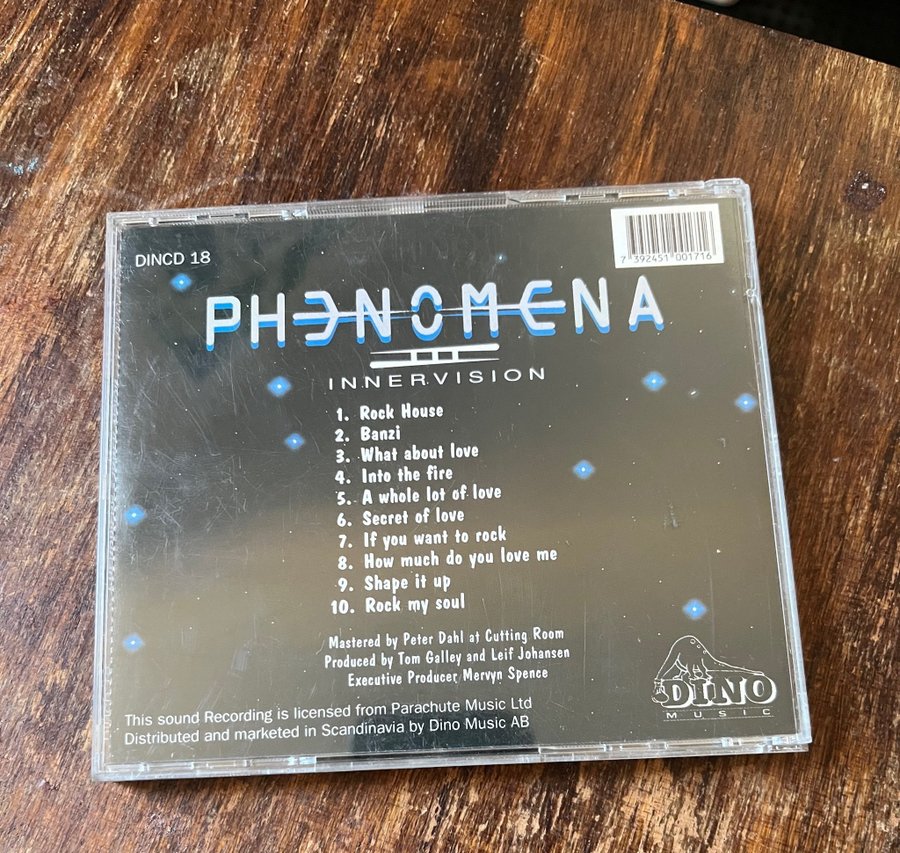 DINCD 18
7 392451 001716
PHENOMENA
III
INNERVISION
1. Rock House
2. Banzi
3. What about love
4. Into the fire
5. A whole lot of love
6. Secret of love
7. If you want to rock
8. How much do you love me
9. Shape it up
10. Rock my soul
Mastered by Peter Dahl at Cutting Room
Produced by Tom Galley and Leif Johansen
Executive Producer Mervyn Spence
DINO
MUSIC
This sound Recording is licensed from Parachute Music Ltd
Distributed and marketed in Scandinavia by Dino Music AB